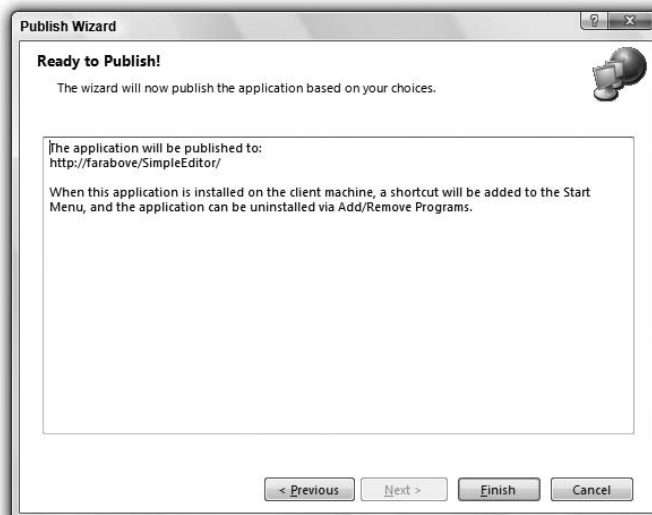 Publish Wizard
?
Ready to Publish!
The wizard will now publish the application based on your choices.
The application will be published to:
http://farabove/SimpleEditor/
When this application is installed on the client machine, a shortcut will be added to the Start
Menu, and the application can be uninstalled via Add/Remove Programs.
< Previous
Next >
Finish
Cancel